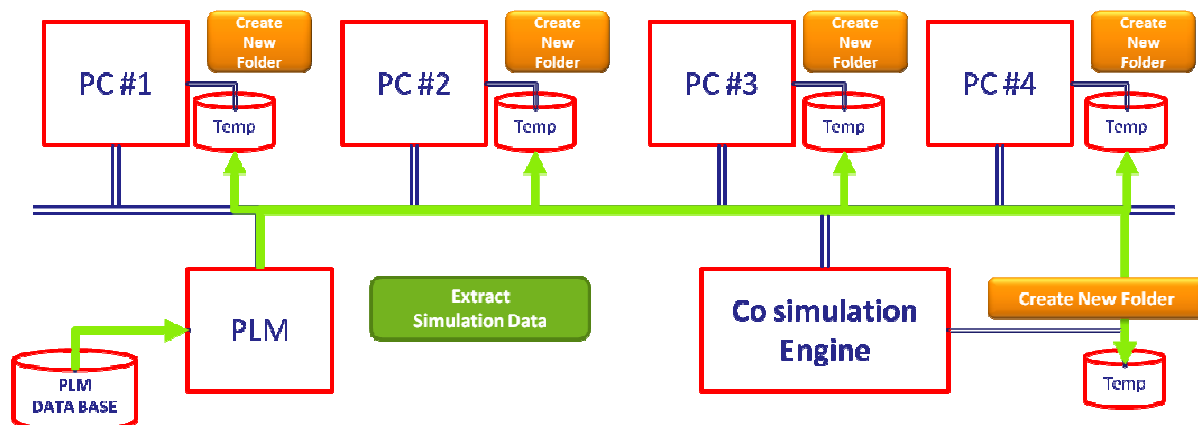 Create
New
Folder
Create
New
Folder
Create
New
Folder
Create
New
Folder
PC #1
PC #2
PC #3
PC #4
Temp
Temp
Temp
Temp
Extract
Simulation Data
PLM
Co simulation
Engine
Create New Folder
PLM
DATA BASE
Temp